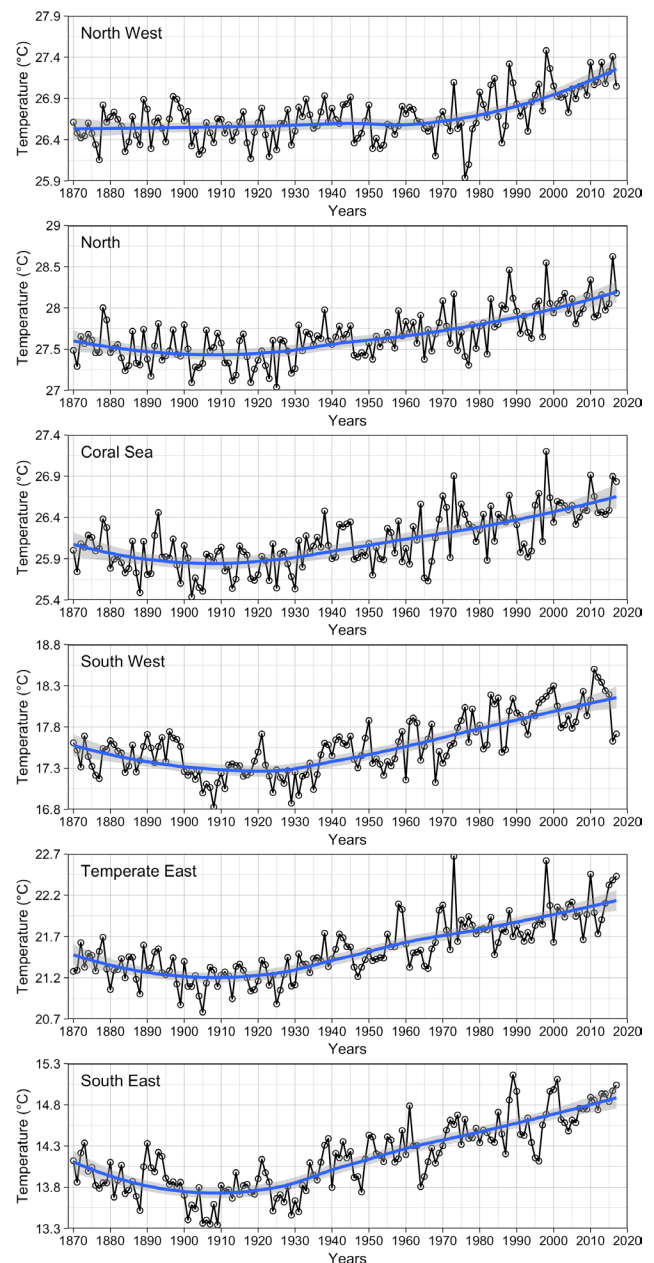 27.9
North West
27.4
26.9
26.4
25.9
Temperature (°C)
1870 1880 1890 1900 1910 1920 1930 1940 1950 1960 1970 1980 1990 2000 2010 2020
Years
29
North
28.5
28
27.5
27
Temperature (°C)
1870 1880 1890 1900 1910 1920 1930 1940 1950 1960 1970 1980 1990 2000 2010 2020
Years
27.4
Coral Sea
26.9
26.4
25.9
25.4
Temperature (°C)
1870 1880 1890 1900 1910 1920 1930 1940 1950 1960 1970 1980 1990 2000 2010 2020
Years
18.8
South West
18.3
17.8
17.3
16.8
Temperature (°C)
1870 1880 1890 1900 1910 1920 1930 1940 1950 1960 1970 1980 1990 2000 2010 2020
Years
22.7
Temperate East
22.2
21.7
21.2
20.7
Temperature (°C)
1870 1880 1890 1900 1910 1920 1930 1940 1950 1960 1970 1980 1990 2000 2010 2020
Years
15.3
South East
14.8
14.3
13.8
13.3
Temperature (°C)
1870 1880 1890 1900 1910 1920 1930 1940 1950 1960 1970 1980 1990 2000 2010 2020
Years